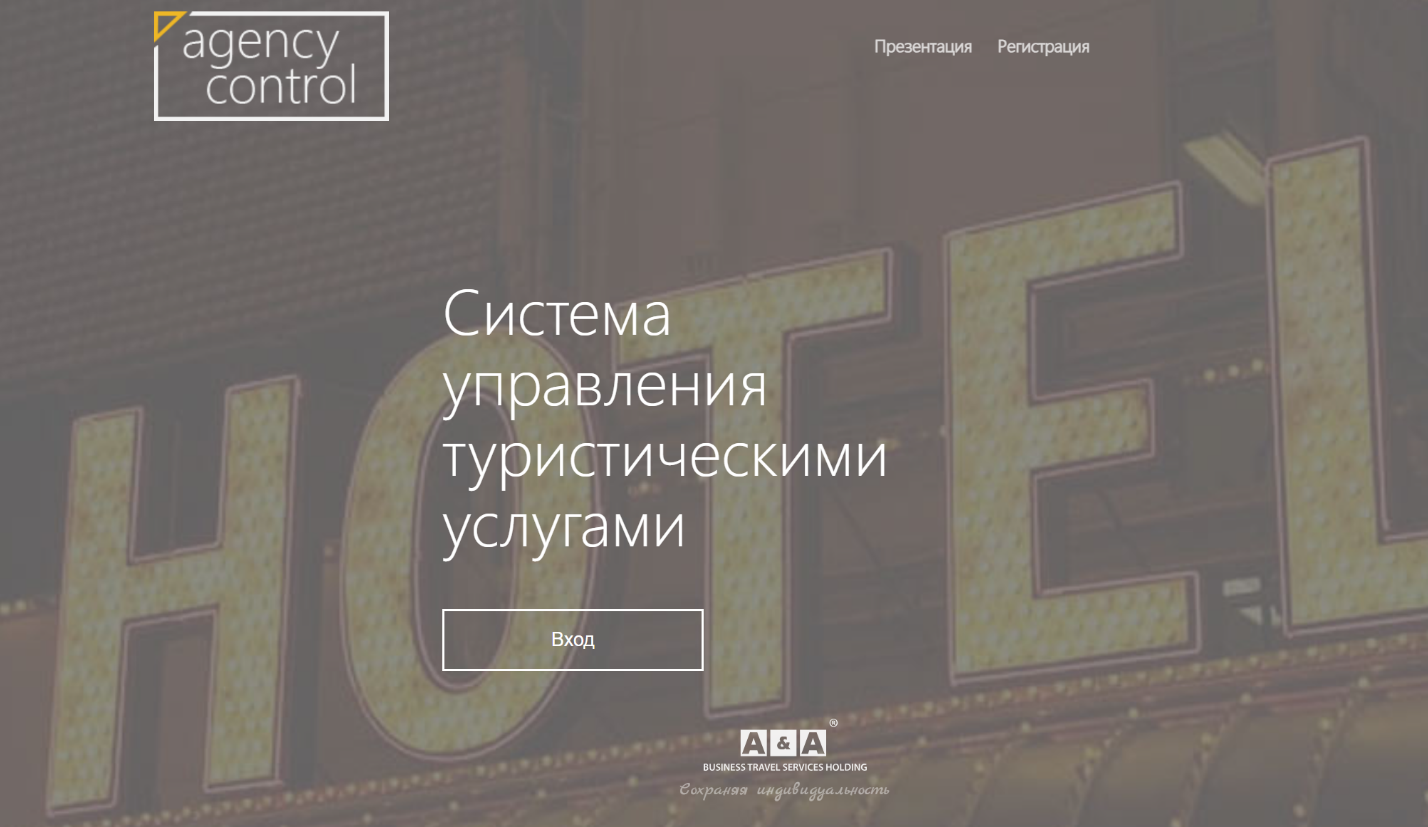 agency
control
Презентация Регистрация
Система
управления
туристическими
услугами
HOTEL
Вход
A&A®
BUSINESS TRAVEL SERVICES HOLDING
Сохраняя индивидуальность